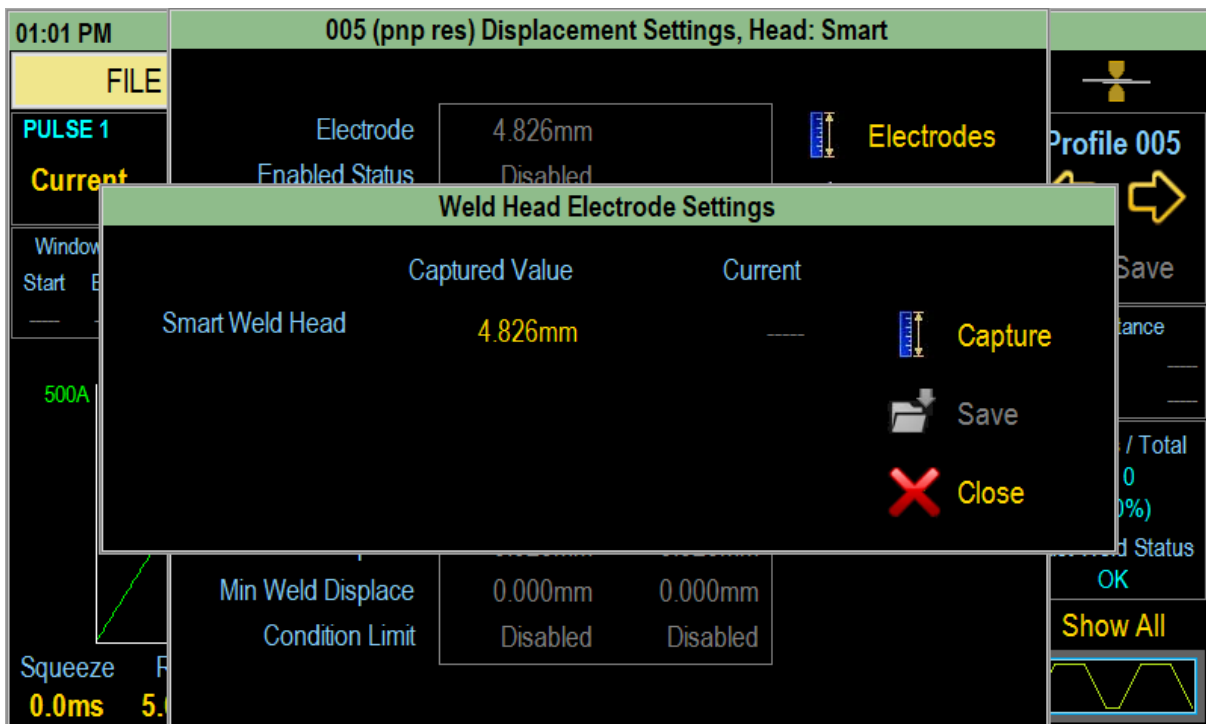 01:01 PM
005 (pnp res) Displacement Settings, Head: Smart
FILE
PULSE 1
Current
Electrode 4.826mm
Electrodes
Enabled Status Disabled
Profile 005
Weld Head Electrode Settings
Window
Start
Captured Value Current
Save
Smart Weld Head 4.826mm -----
Capture
500A
Save
/ Total
0
Close
Weld Status
OK
Min Weld Displace 0.000mm 0.000mm
Condition Limit Disabled Disabled
Show All
Squeeze
0.0ms